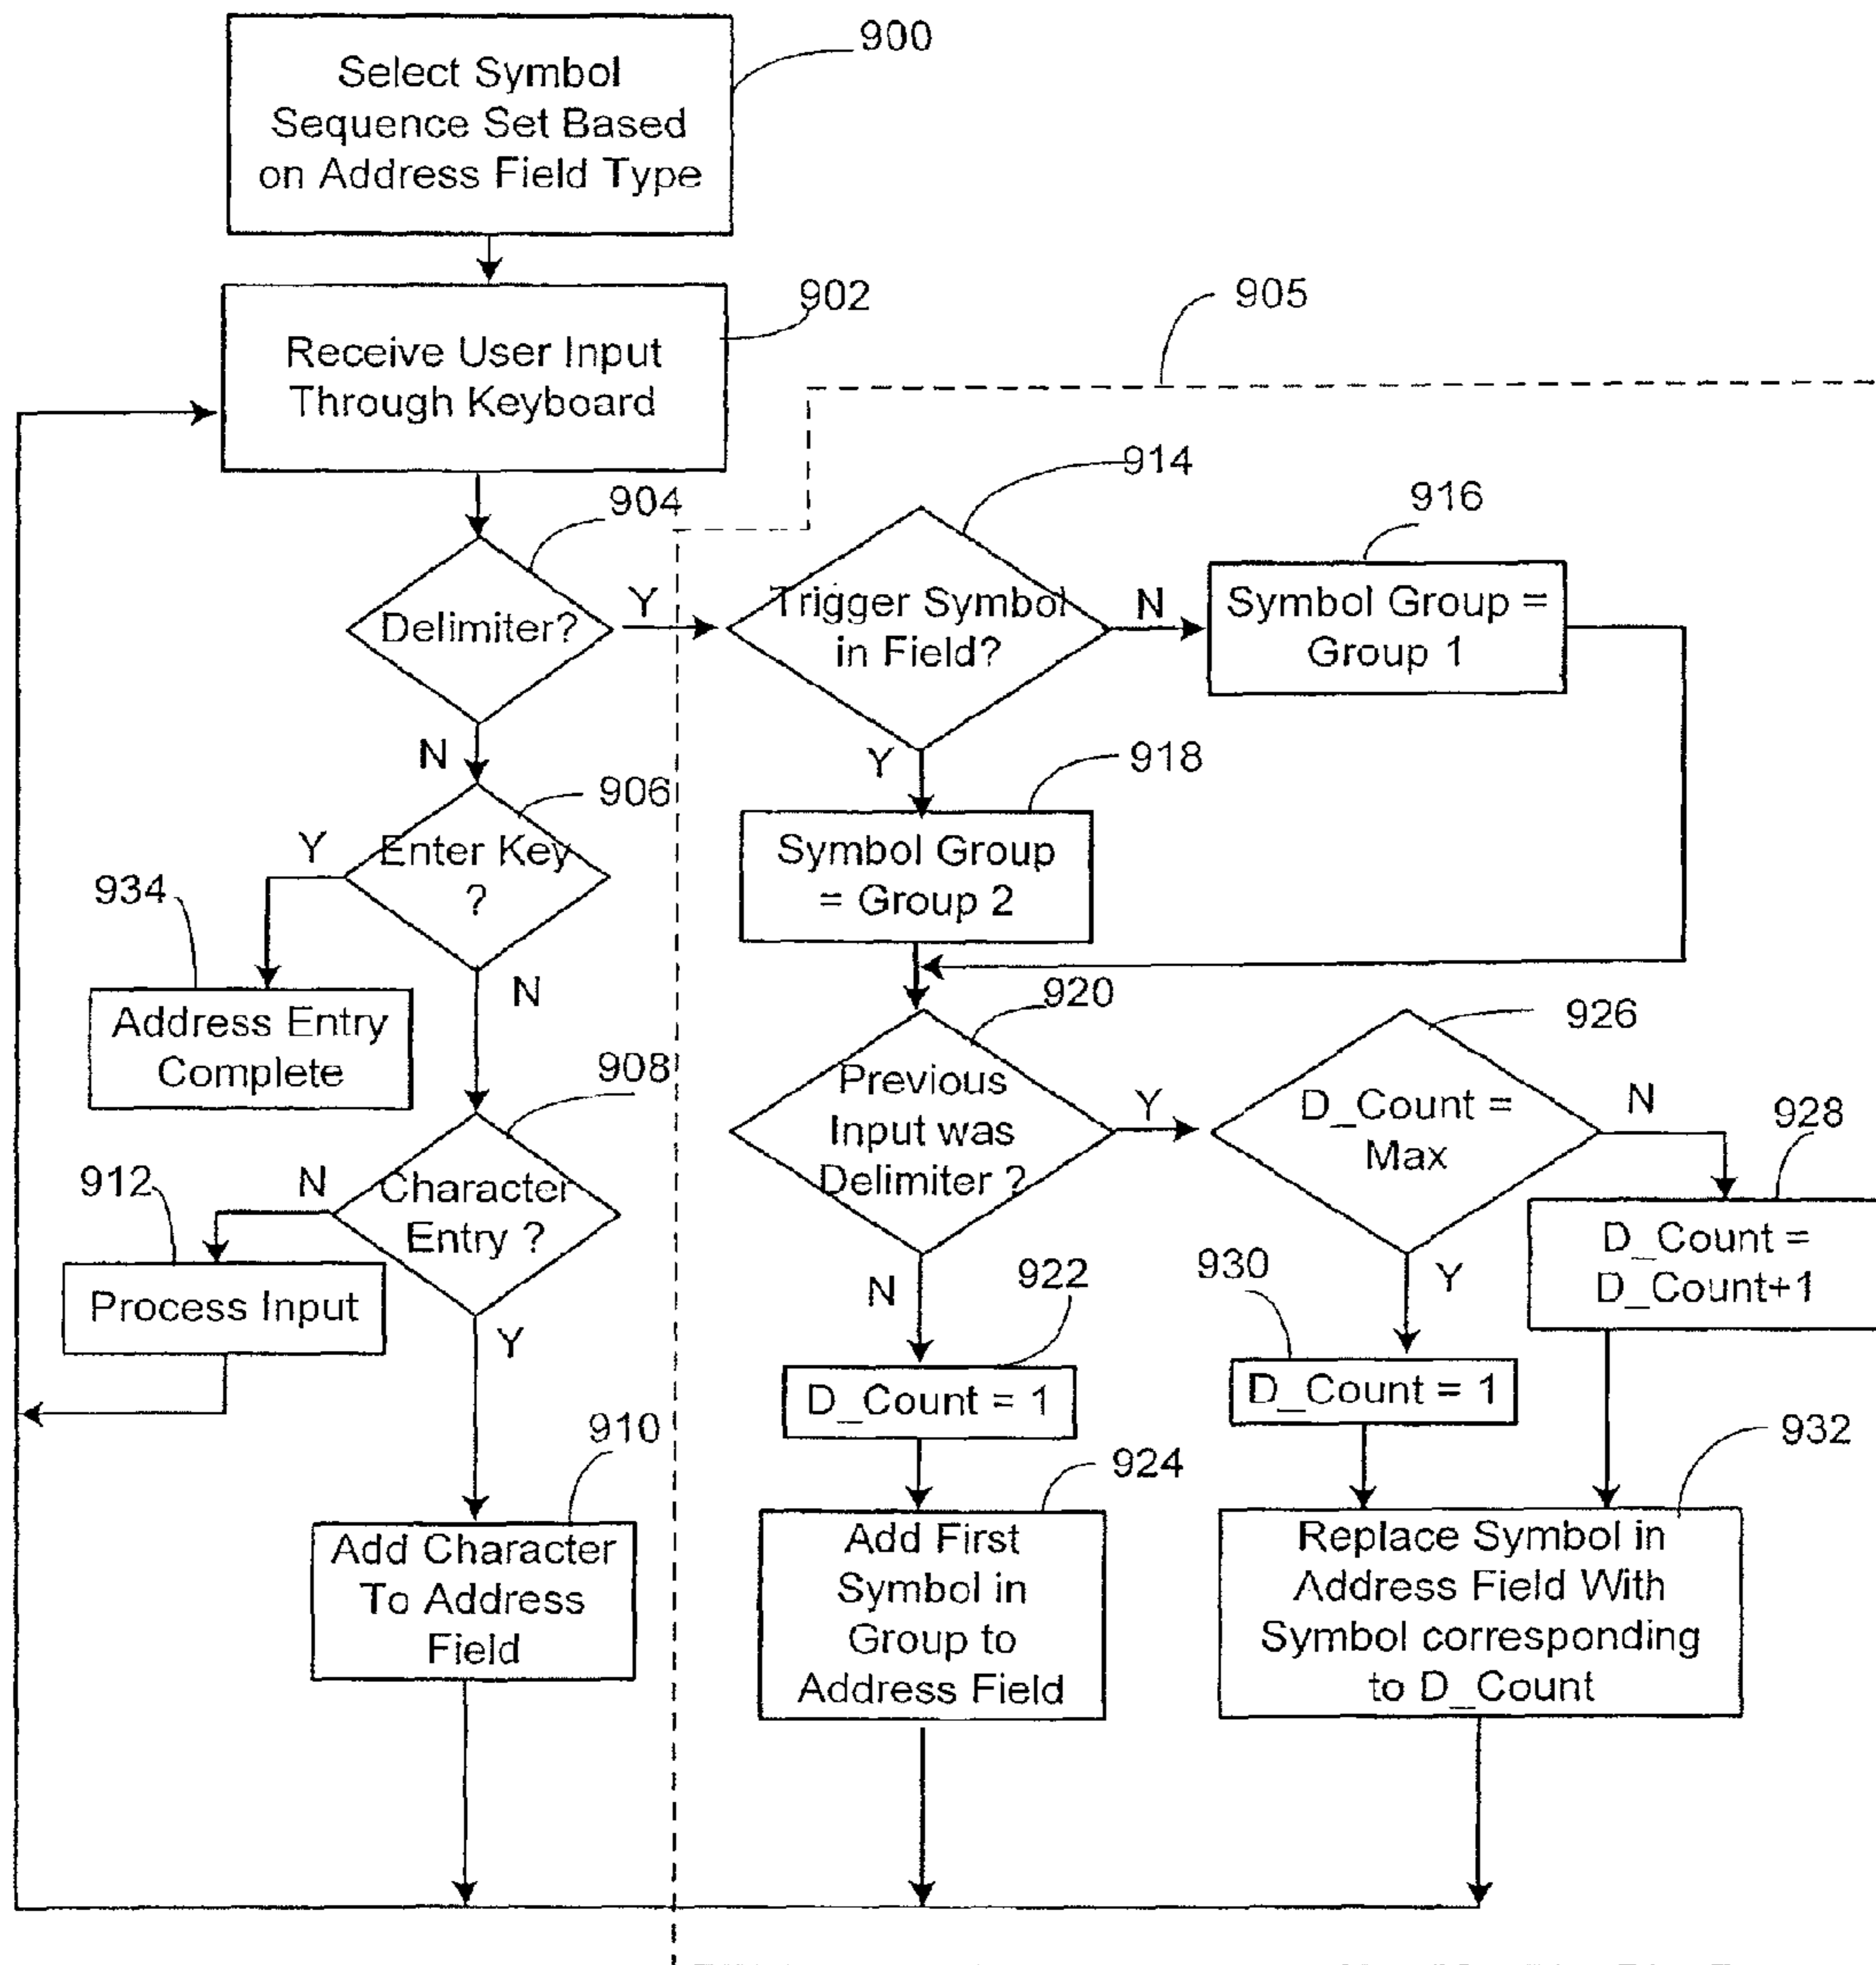 900
Select Symbol
Sequence Set Based
on Address Field Type
902
Receive User Input
Through Keyboard
905
904
Delimiter?
Y
N
914
Trigger Symbol
in Field?
N
Y
916
Symbol Group =
Group 1
918
Symbol Group
= Group 2
906
Enter Key
?
Y
N
934
Address Entry
Complete
908
Character
Entry ?
N
Y
912
Process Input
910
Add Character
To Address
Field
920
Previous
Input was
Delimiter ?
Y
N
926
D_Count =
Max
N
Y
928
D_Count =
D_Count+1
922
D_Count = 1
930
D_Count = 1
924
Add First
Symbol in
Group to
Address Field
932
Replace Symbol in
Address Field With
Symbol corresponding
to D_Count